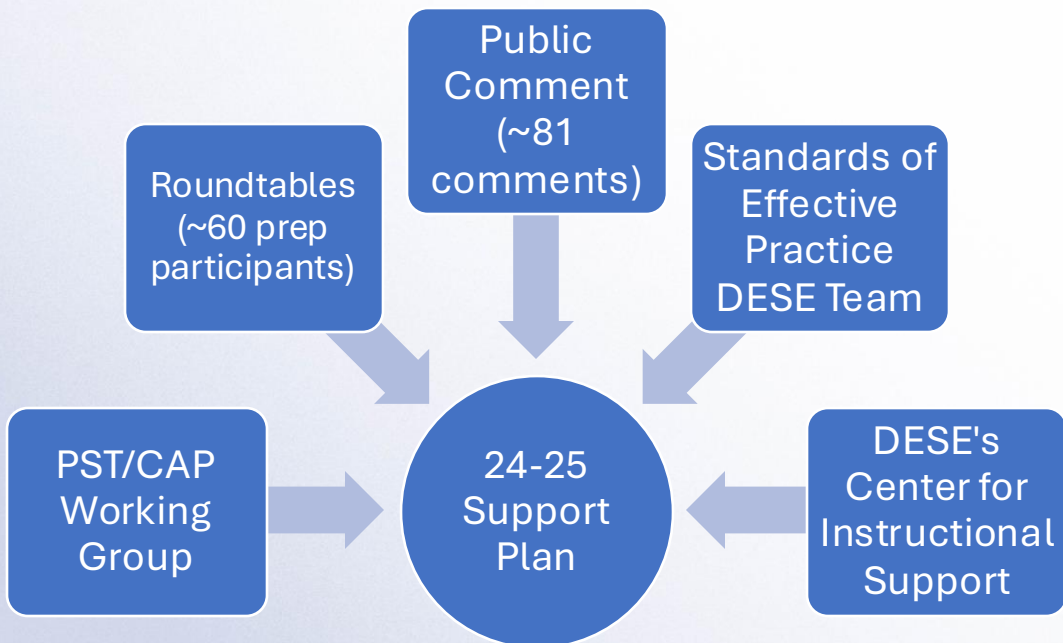 Public
Comment
(~81
comments)
Roundtables
(~60 prep
participants)
Standards of
Effective
Practice
DESE Team
PST/CAP
Working
Group
24-25
Support
Plan
DESE's
Center for
Instructional
Support